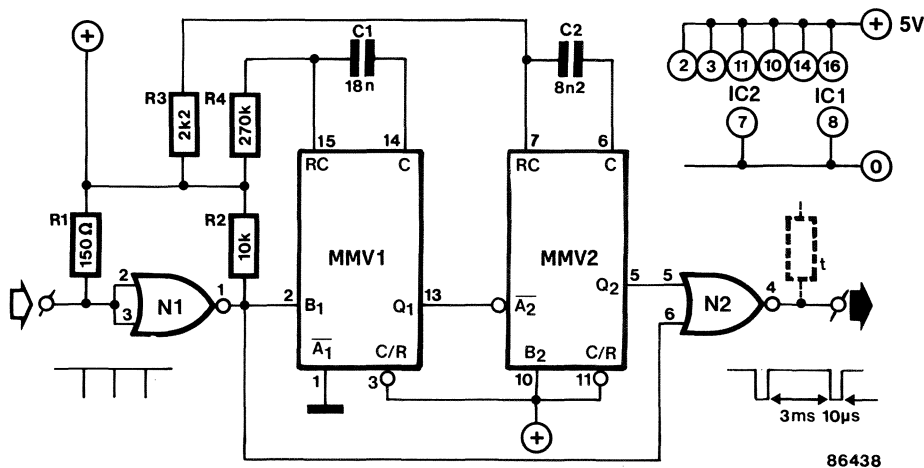 +
R3
2k2
R4
270k
C1
18n
C2
8n2
+ 5V
2 3 11 10 14 16
IC2 IC1
7 8
0
15 14
RC C
7 6
RC C
R1
150Ω
R2
10k
MMV1
MMV2
2
3
N1
1
2
B1
Q1
13
A2
Q2
5
5
6
N2
4
t
A1
C/R
1
3
B2
C/R
10
11
+
3ms 10µs
86438